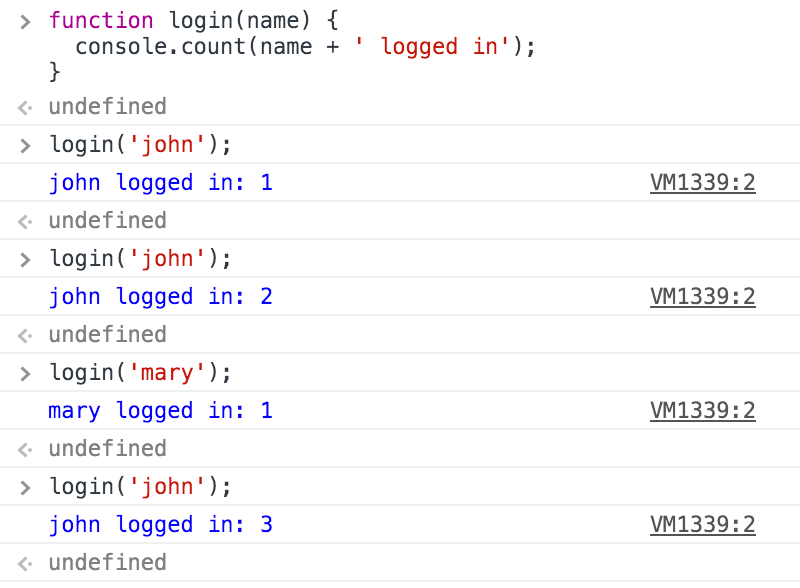 function login(name) {
  console.count(name + ' logged in');
}
undefined
login('john');
john logged in: 1 VM1339:2
undefined
login('john');
john logged in: 2 VM1339:2
undefined
login('mary');
mary logged in: 1 VM1339:2
undefined
login('john');
john logged in: 3 VM1339:2
undefined